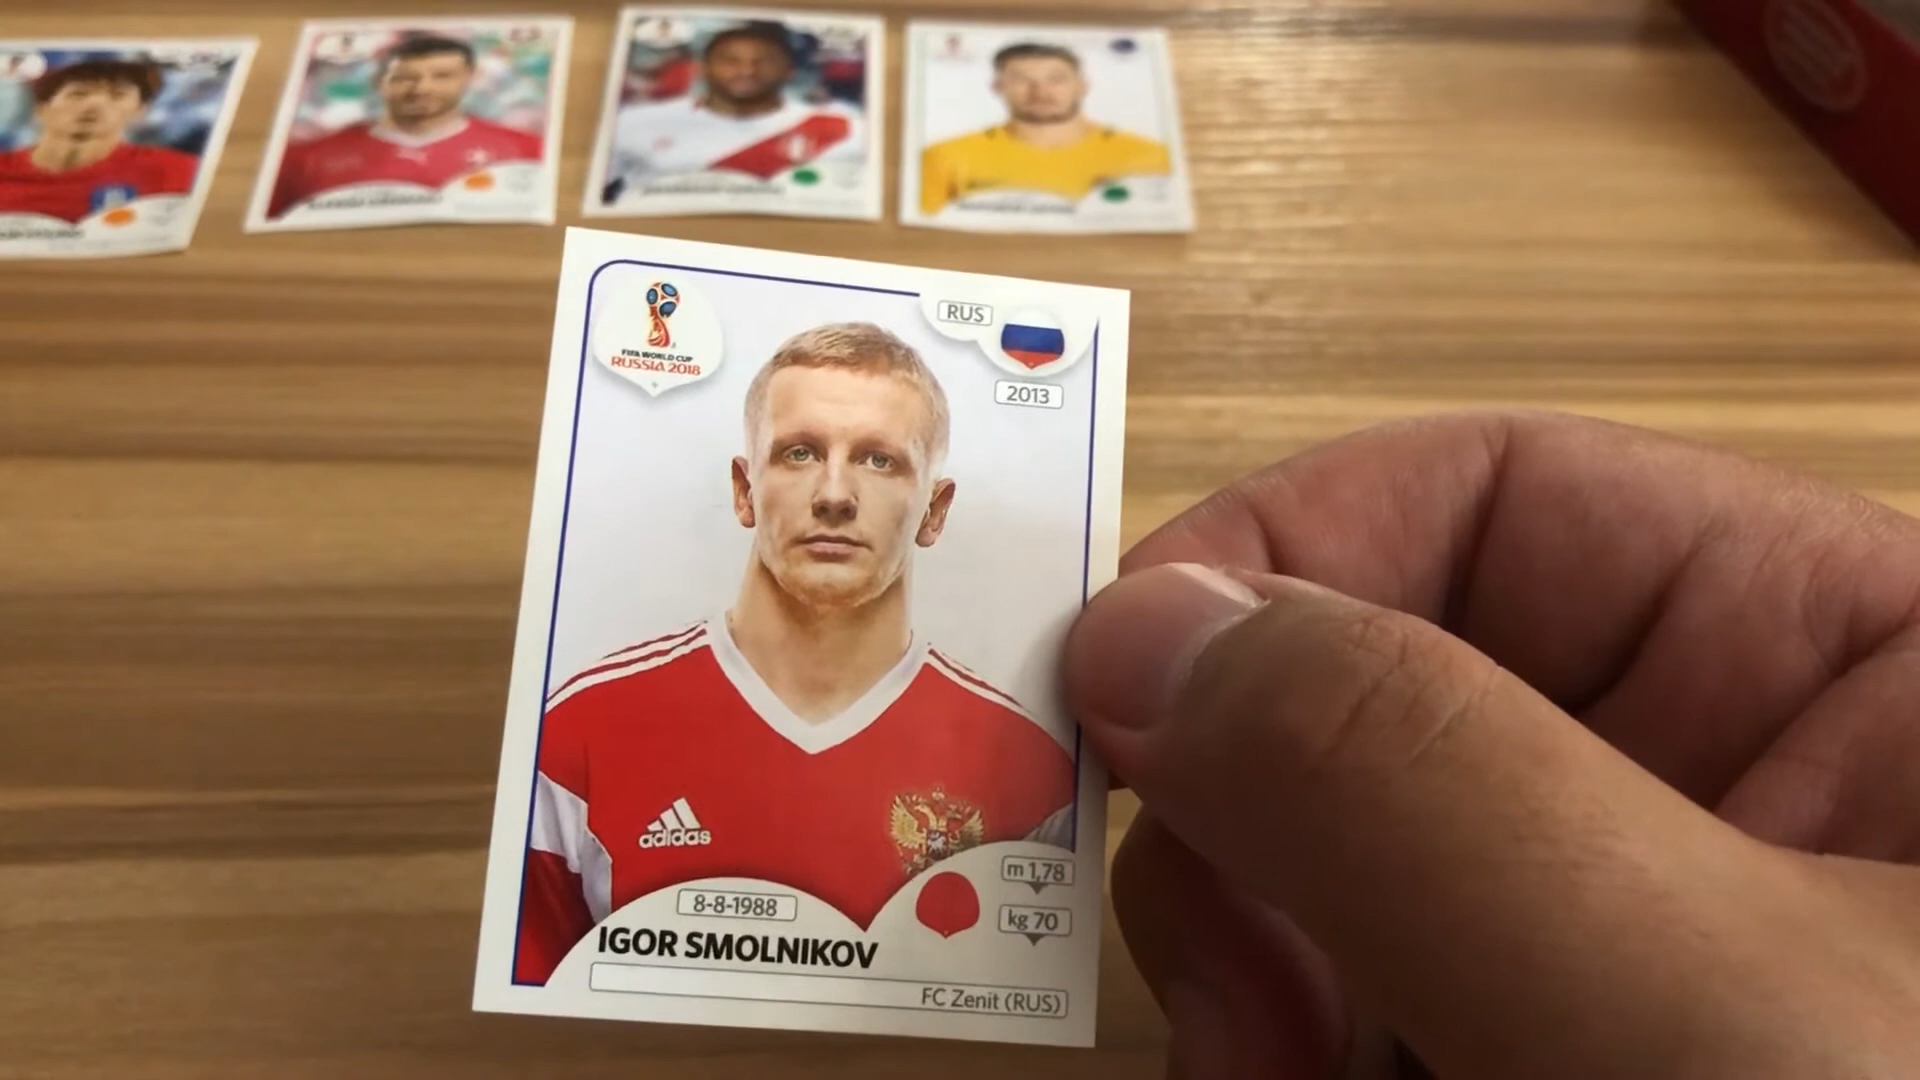 FIFA WORLD CUP
RUSSIA 2018
RUS
2013
adidas
m 1,78
kg 70
8-8-1988
IGOR SMOLNIKOV
FC Zenit (RUS)